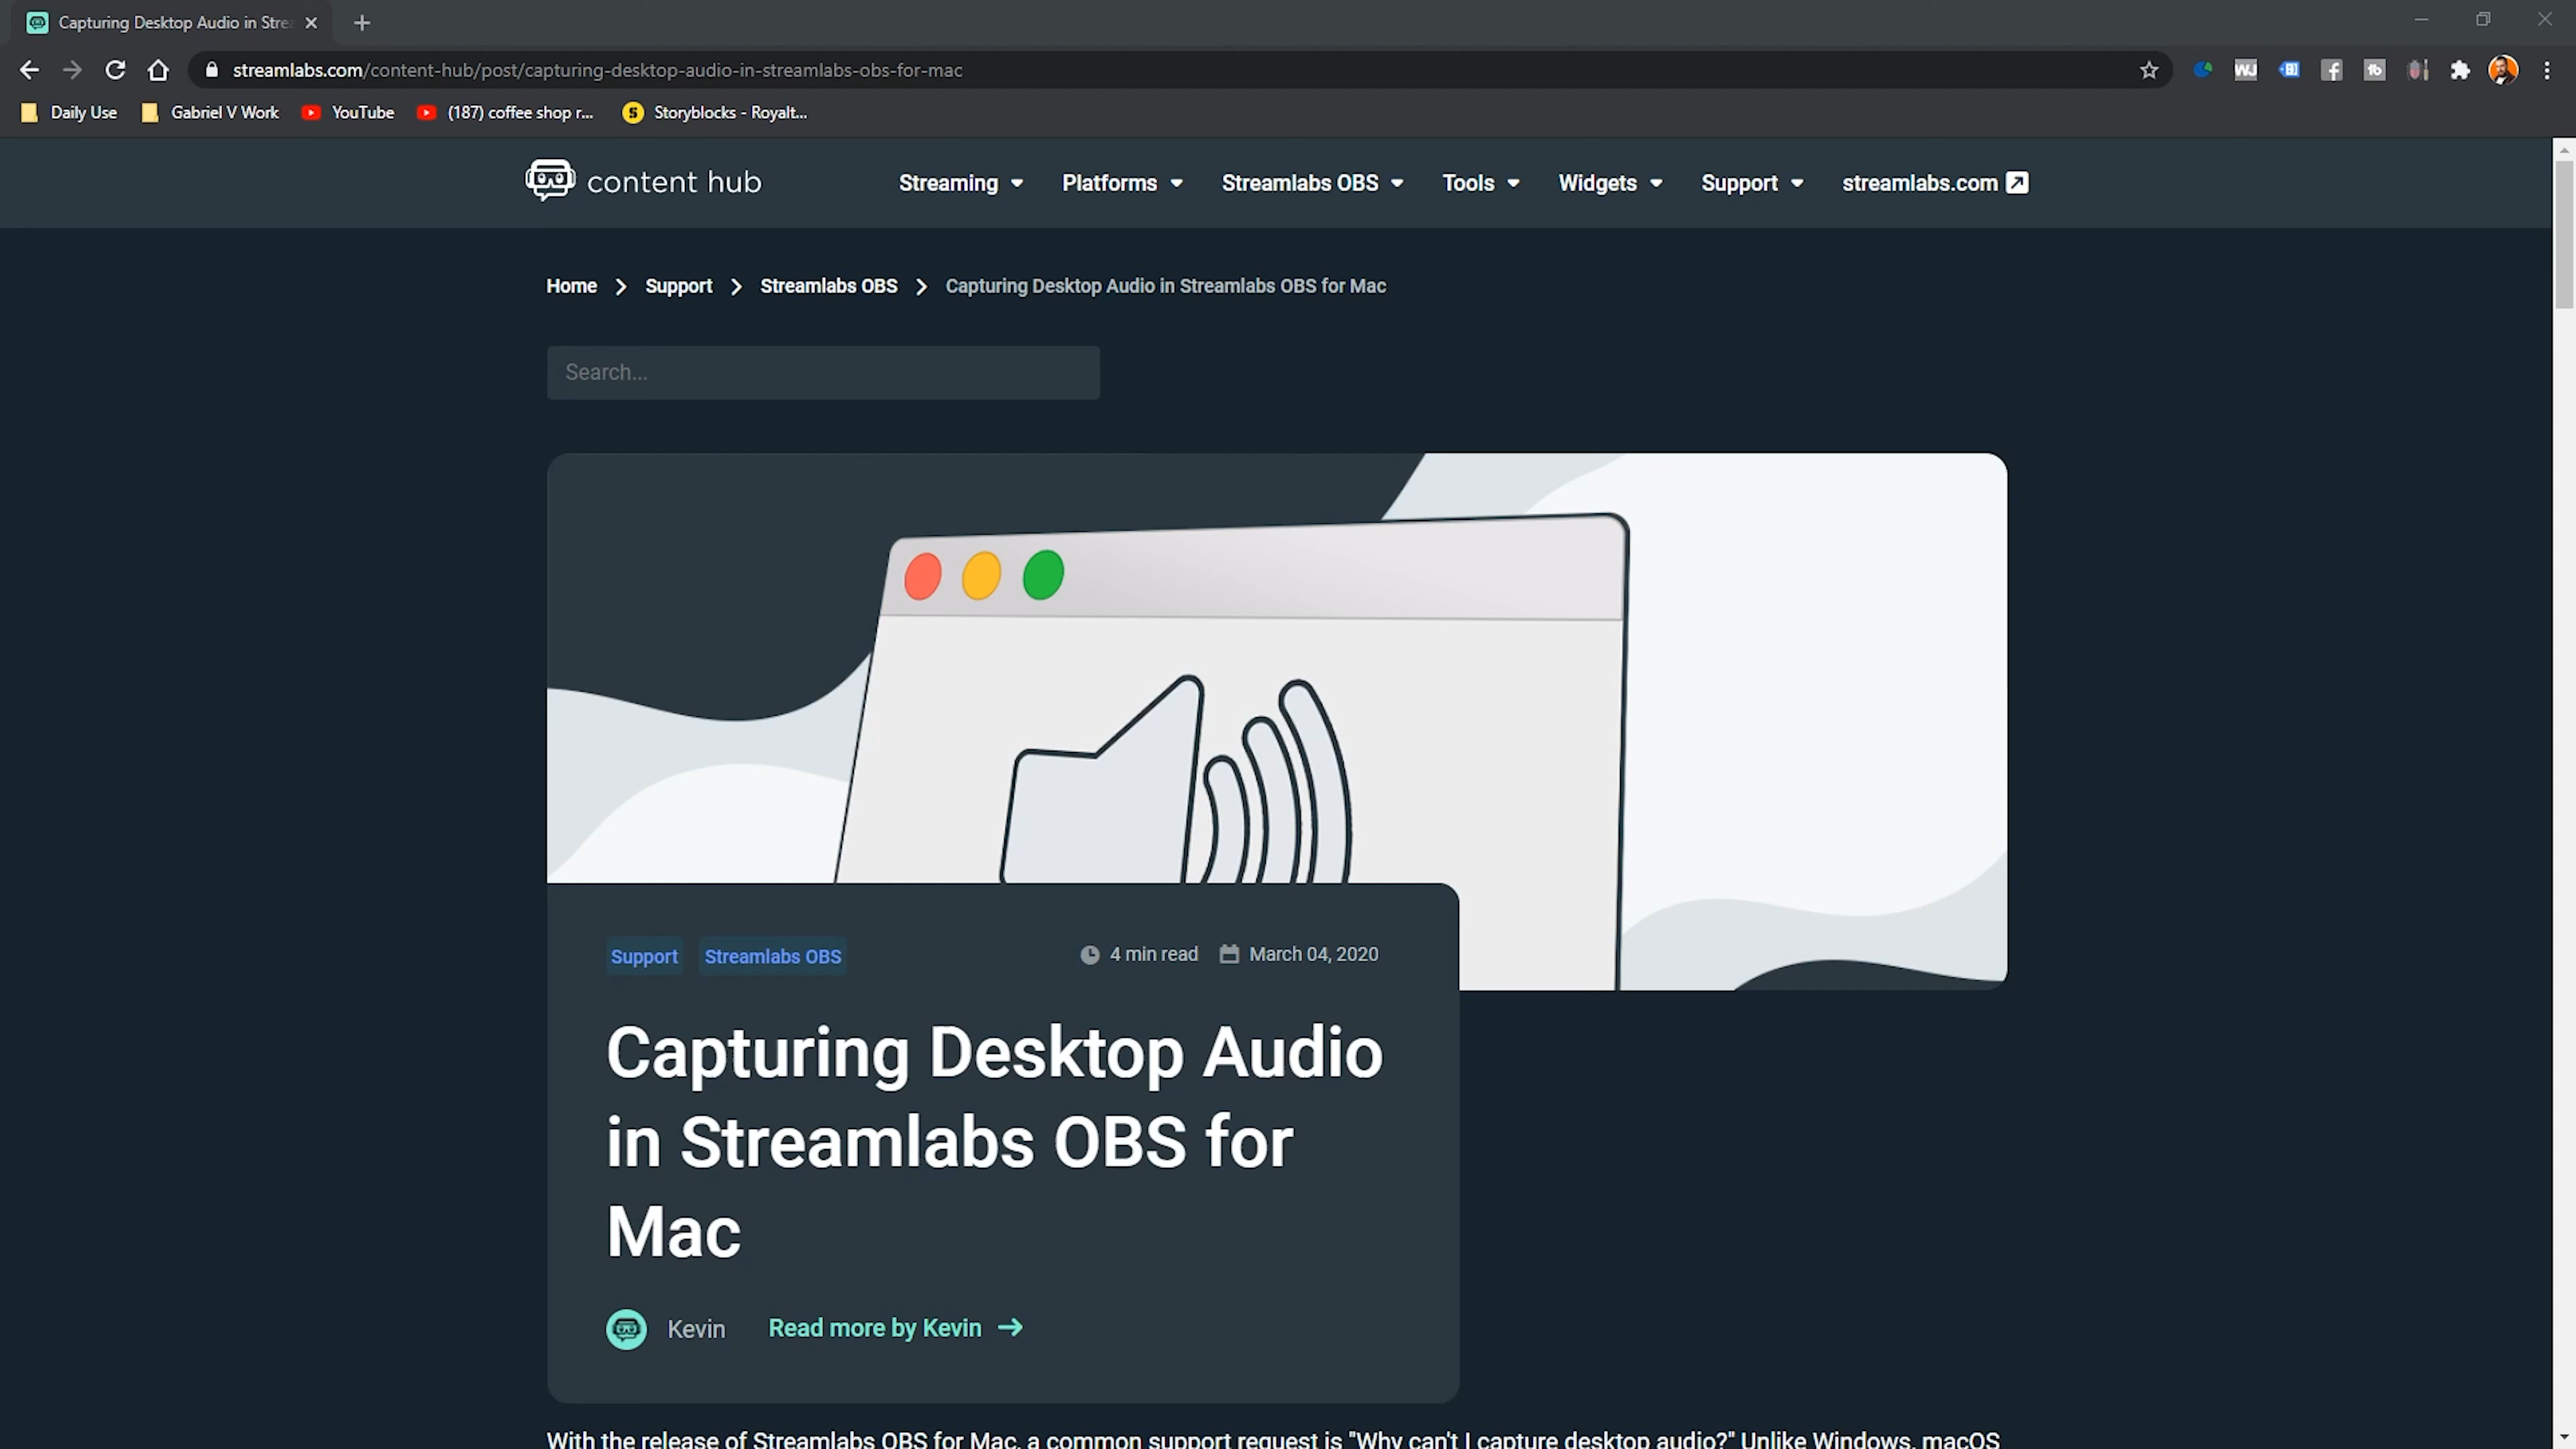 Capturing Desktop Audio in Stre
streamlabs.com/content-hub/post/capturing-desktop-audio-in-streamlabs-obs-for-mac
Daily Use Gabriel V Work YouTube (187) coffee shop r... Storyblocks - Royalt...
content hub Streaming Platforms Streamlabs OBS Tools Widgets Support streamlabs.com
Home Support Streamlabs OBS Capturing Desktop Audio in Streamlabs OBS for Mac
Search...
Support Streamlabs OBS 4 min read March 04, 2020
Capturing Desktop Audio
in Streamlabs OBS for
Mac
Kevin Read more by Kevin
With the release of Streamlabs OBS for Mac, a common support request is "Why can't I capture desktop audio?" Unlike Windows, macOS